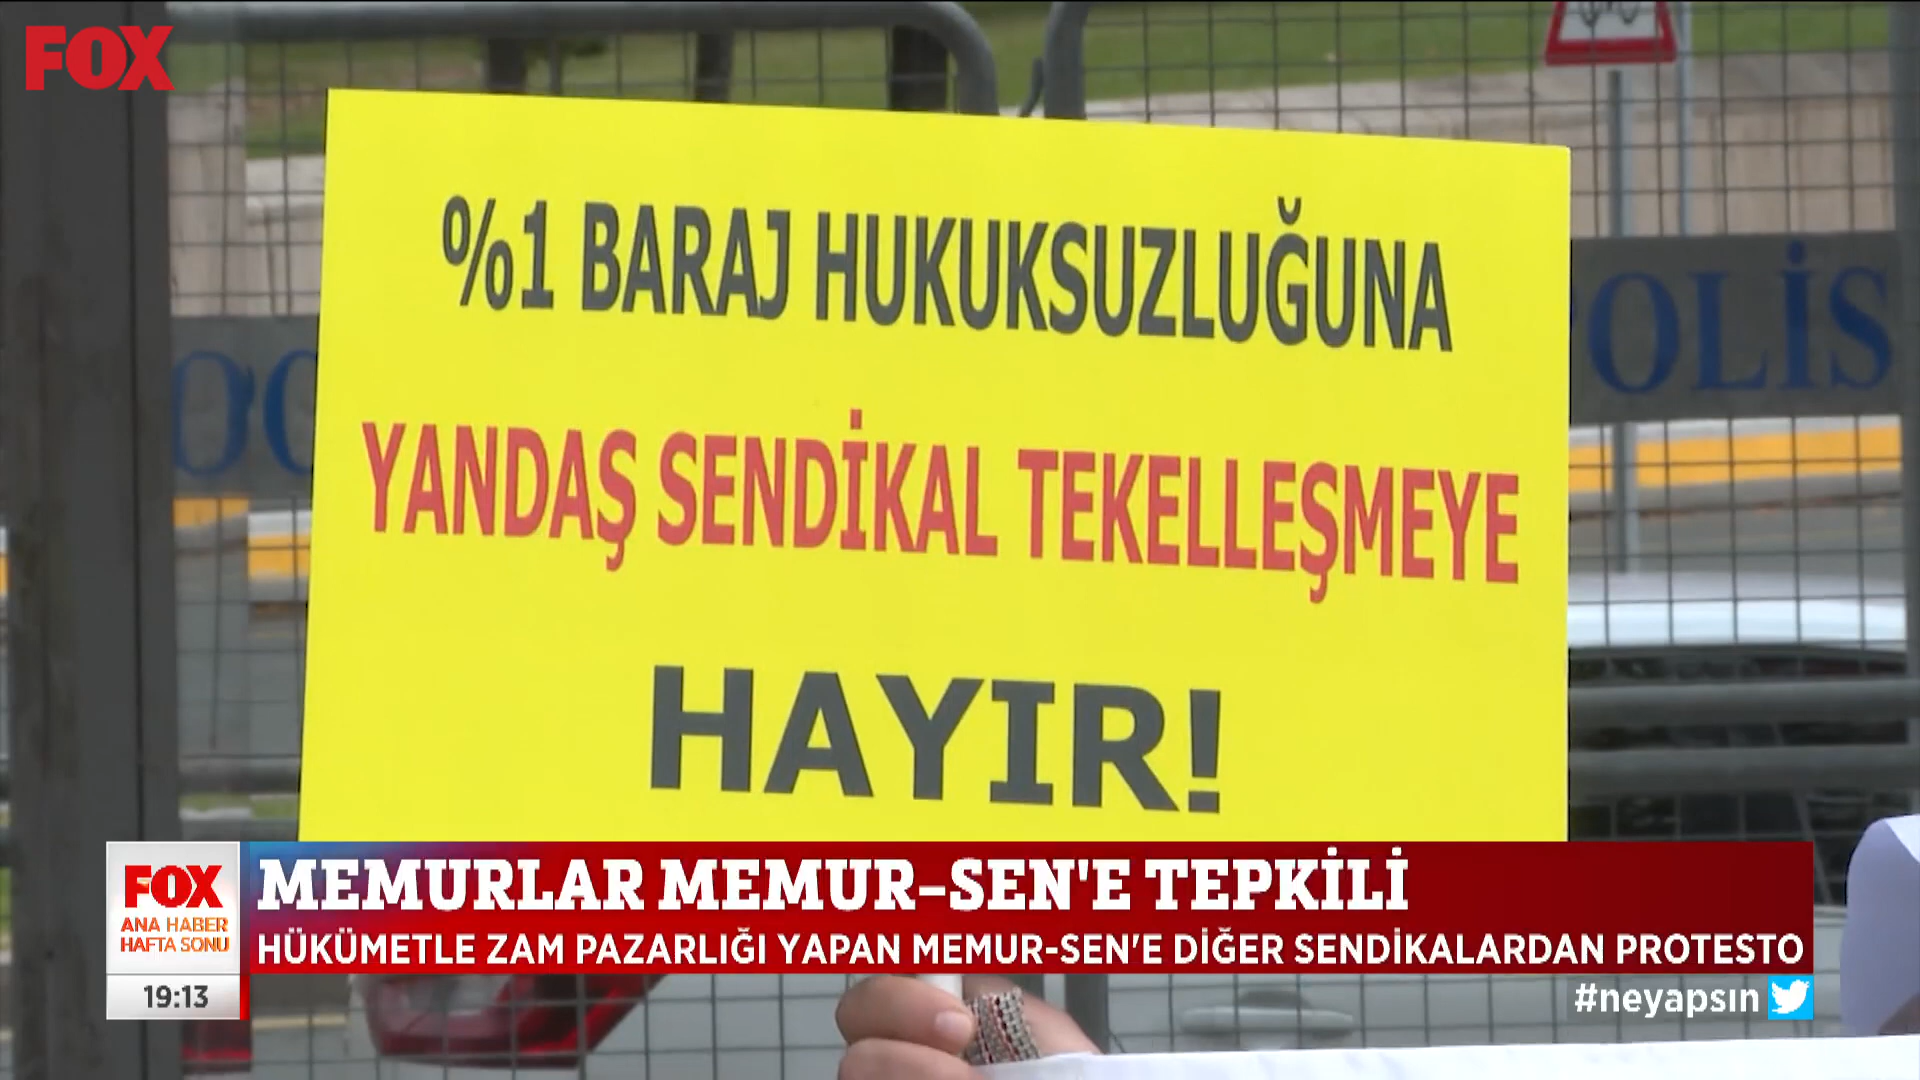 FOX
%1 BARAJ HUKUKSUZLUĞUNA
YANDAŞ SENDİKAL TEKELLEŞMEYE
HAYIR!
POLİS
FOX
ANA HABER
HAFTA SONU
19:13
MEMURLAR MEMUR-SEN'E TEPKİLİ
HÜKÜMETLE ZAM PAZARLIĞI YAPAN MEMUR-SEN'E DİĞER SENDİKALARDAN PROTESTO
#neyapsın